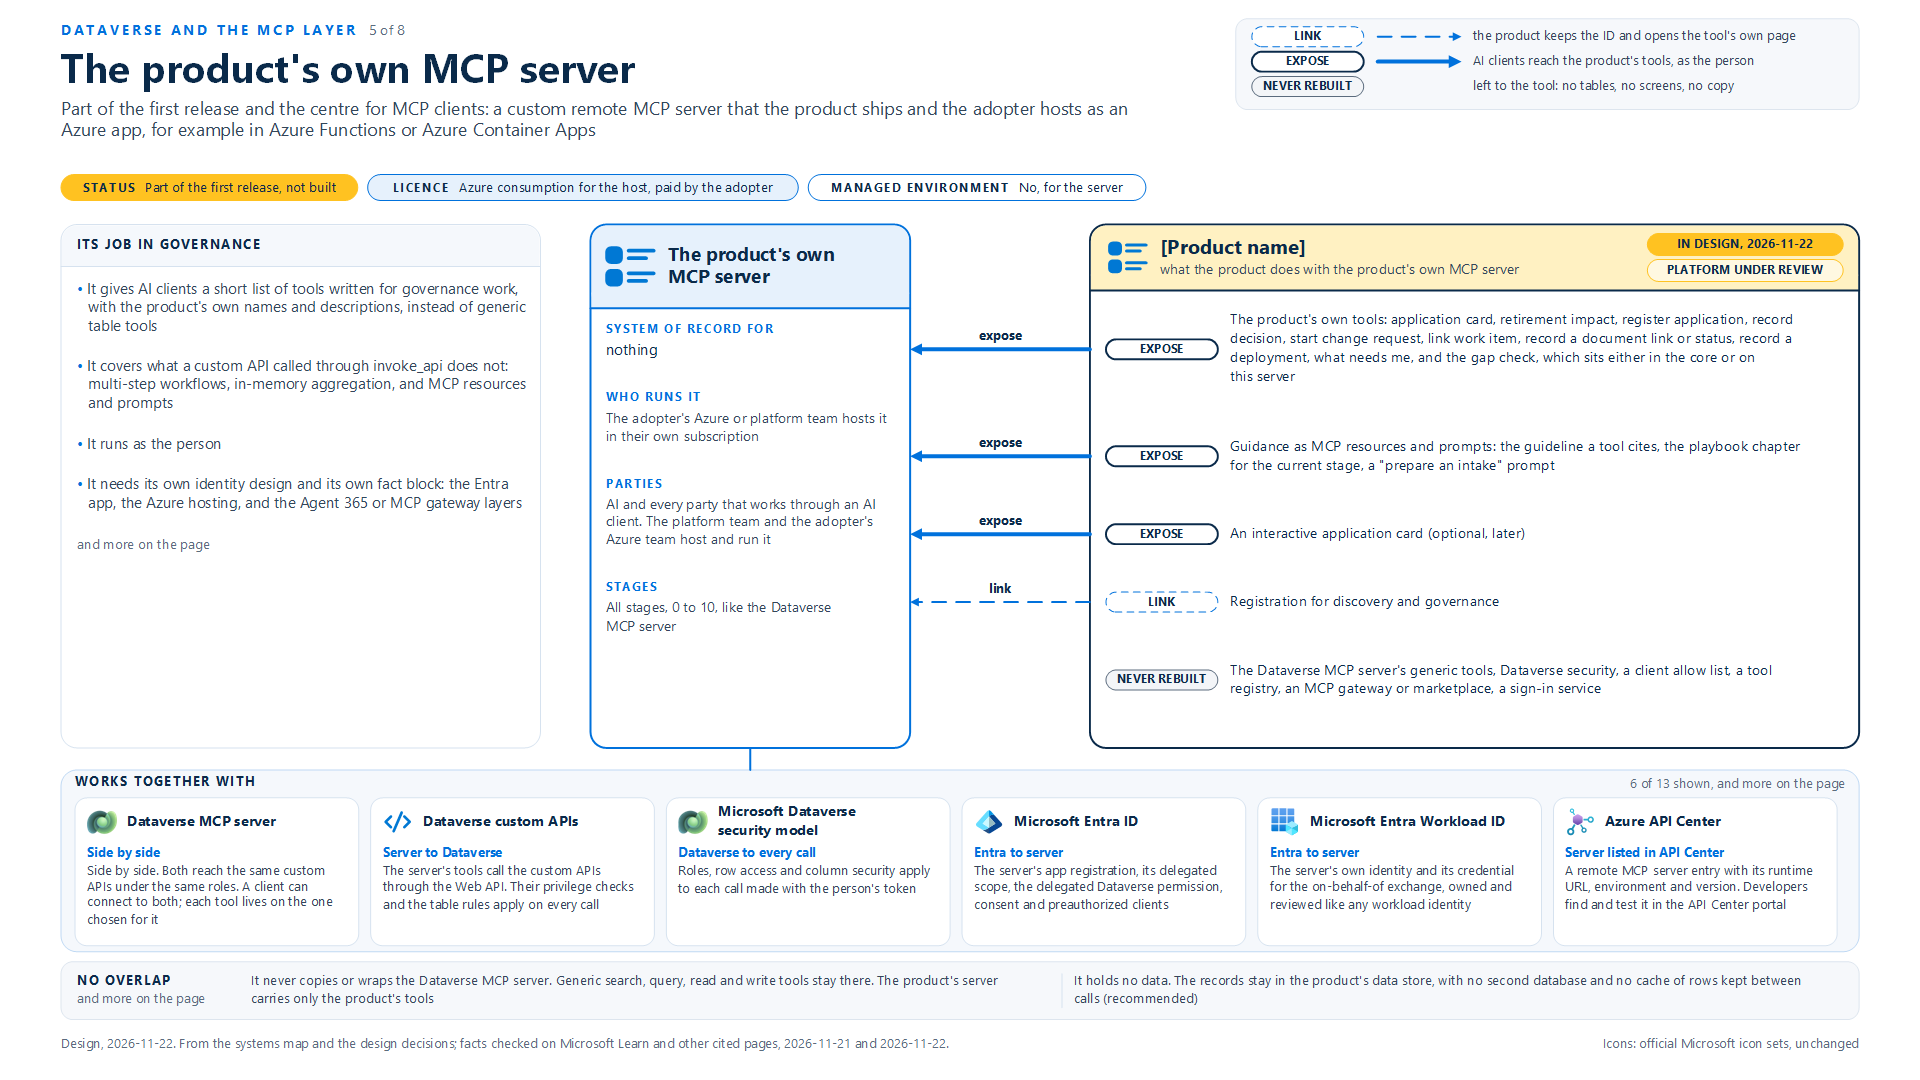 DATAVERSE AND THE MCP LAYER 5 of 8
The product's own MCP server
Part of the first release and the centre for MCP clients: a custom remote MCP server that the product ships and the adopter hosts as an
Azure app, for example in Azure Functions or Azure Container Apps
LINK the product keeps the ID and opens the tool's own page
EXPOSE AI clients reach the product's tools, as the person
NEVER REBUILT left to the tool: no tables, no screens, no copy
STATUS Part of the first release, not built
LICENCE Azure consumption for the host, paid by the adopter
MANAGED ENVIRONMENT No, for the server
ITS JOB IN GOVERNANCE
• It gives AI clients a short list of tools written for governance work,
with the product's own names and descriptions, instead of generic
table tools
• It covers what a custom API called through invoke_api does not:
multi-step workflows, in-memory aggregation, and MCP resources
and prompts
• It runs as the person
• It needs its own identity design and its own fact block: the Entra
app, the Azure hosting, and the Agent 365 or MCP gateway layers
and more on the page
The product's own
MCP server
SYSTEM OF RECORD FOR
nothing
WHO RUNS IT
The adopter's Azure or platform team hosts it
in their own subscription
PARTIES
AI and every party that works through an AI
client. The platform team and the adopter's
Azure team host and run it
STAGES
All stages, 0 to 10, like the Dataverse
MCP server
expose
expose
expose
link
[Product name]
what the product does with the product's own MCP server
IN DESIGN, 2026-11-22
PLATFORM UNDER REVIEW
EXPOSE
The product's own tools: application card, retirement impact, register application, record
decision, start change request, link work item, record a document link or status, record a
deployment, what needs me, and the gap check, which sits either in the core or on
this server
EXPOSE
Guidance as MCP resources and prompts: the guideline a tool cites, the playbook chapter
for the current stage, a "prepare an intake" prompt
EXPOSE
An interactive application card (optional, later)
LINK
Registration for discovery and governance
NEVER REBUILT
The Dataverse MCP server's generic tools, Dataverse security, a client allow list, a tool
registry, an MCP gateway or marketplace, a sign-in service
WORKS TOGETHER WITH
6 of 13 shown, and more on the page
Dataverse MCP server
Side by side
Side by side. Both reach the same custom
APIs under the same roles. A client can
connect to both; each tool lives on the one
chosen for it
Dataverse custom APIs
Server to Dataverse
The server's tools call the custom APIs
through the Web API. Their privilege checks
and the table rules apply on every call
Microsoft Dataverse
security model
Dataverse to every call
Roles, row access and column security apply
to each call made with the person's token
Microsoft Entra ID
Entra to server
The server's app registration, its delegated
scope, the delegated Dataverse permission,
consent and preauthorized clients
Microsoft Entra Workload ID
Entra to server
The server's own identity and its credential
for the on-behalf-of exchange, owned and
reviewed like any workload identity
Azure API Center
Server listed in API Center
A remote MCP server entry with its runtime
URL, environment and version. Developers
find and test it in the API Center portal
NO OVERLAP
and more on the page
It never copies or wraps the Dataverse MCP server. Generic search, query, read and write tools stay there. The product's server
carries only the product's tools
It holds no data. The records stay in the product's data store, with no second database and no cache of rows kept between
calls (recommended)
Design, 2026-11-22. From the systems map and the design decisions; facts checked on Microsoft Learn and other cited pages, 2026-11-21 and 2026-11-22.
Icons: official Microsoft icon sets, unchanged